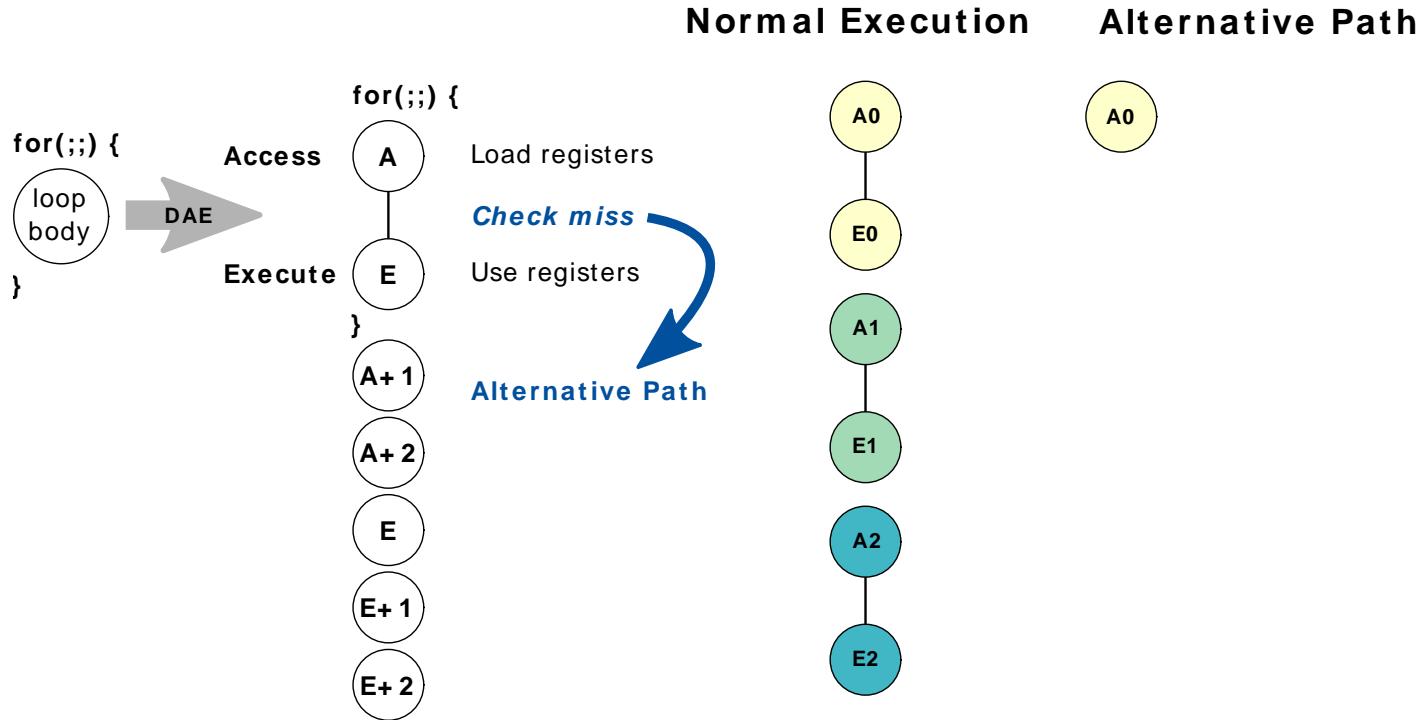 Normal Execution
Alternative Path
for(;;) {
loop
body
}
DAE
for(;;) {
Access
A
Load registers
Check miss
Execute
E
Use registers
}
A+1
Alternative Path
A+2
E
E+1
E+2
A0
E0
A1
E1
A2
E2
A0